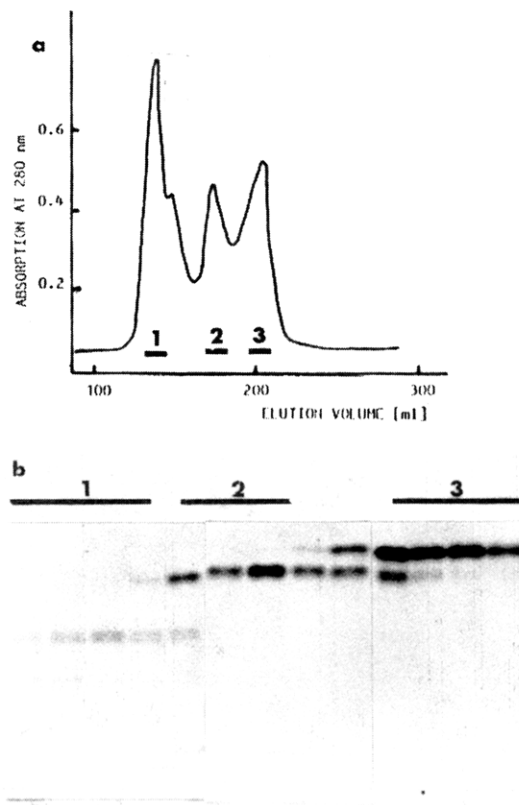 a
ABSORPTION AT 280 nm
0.6
0.4
0.2
1 2 3
100 200 300
ELUTION VOLUME [ml]
b
1 2 3